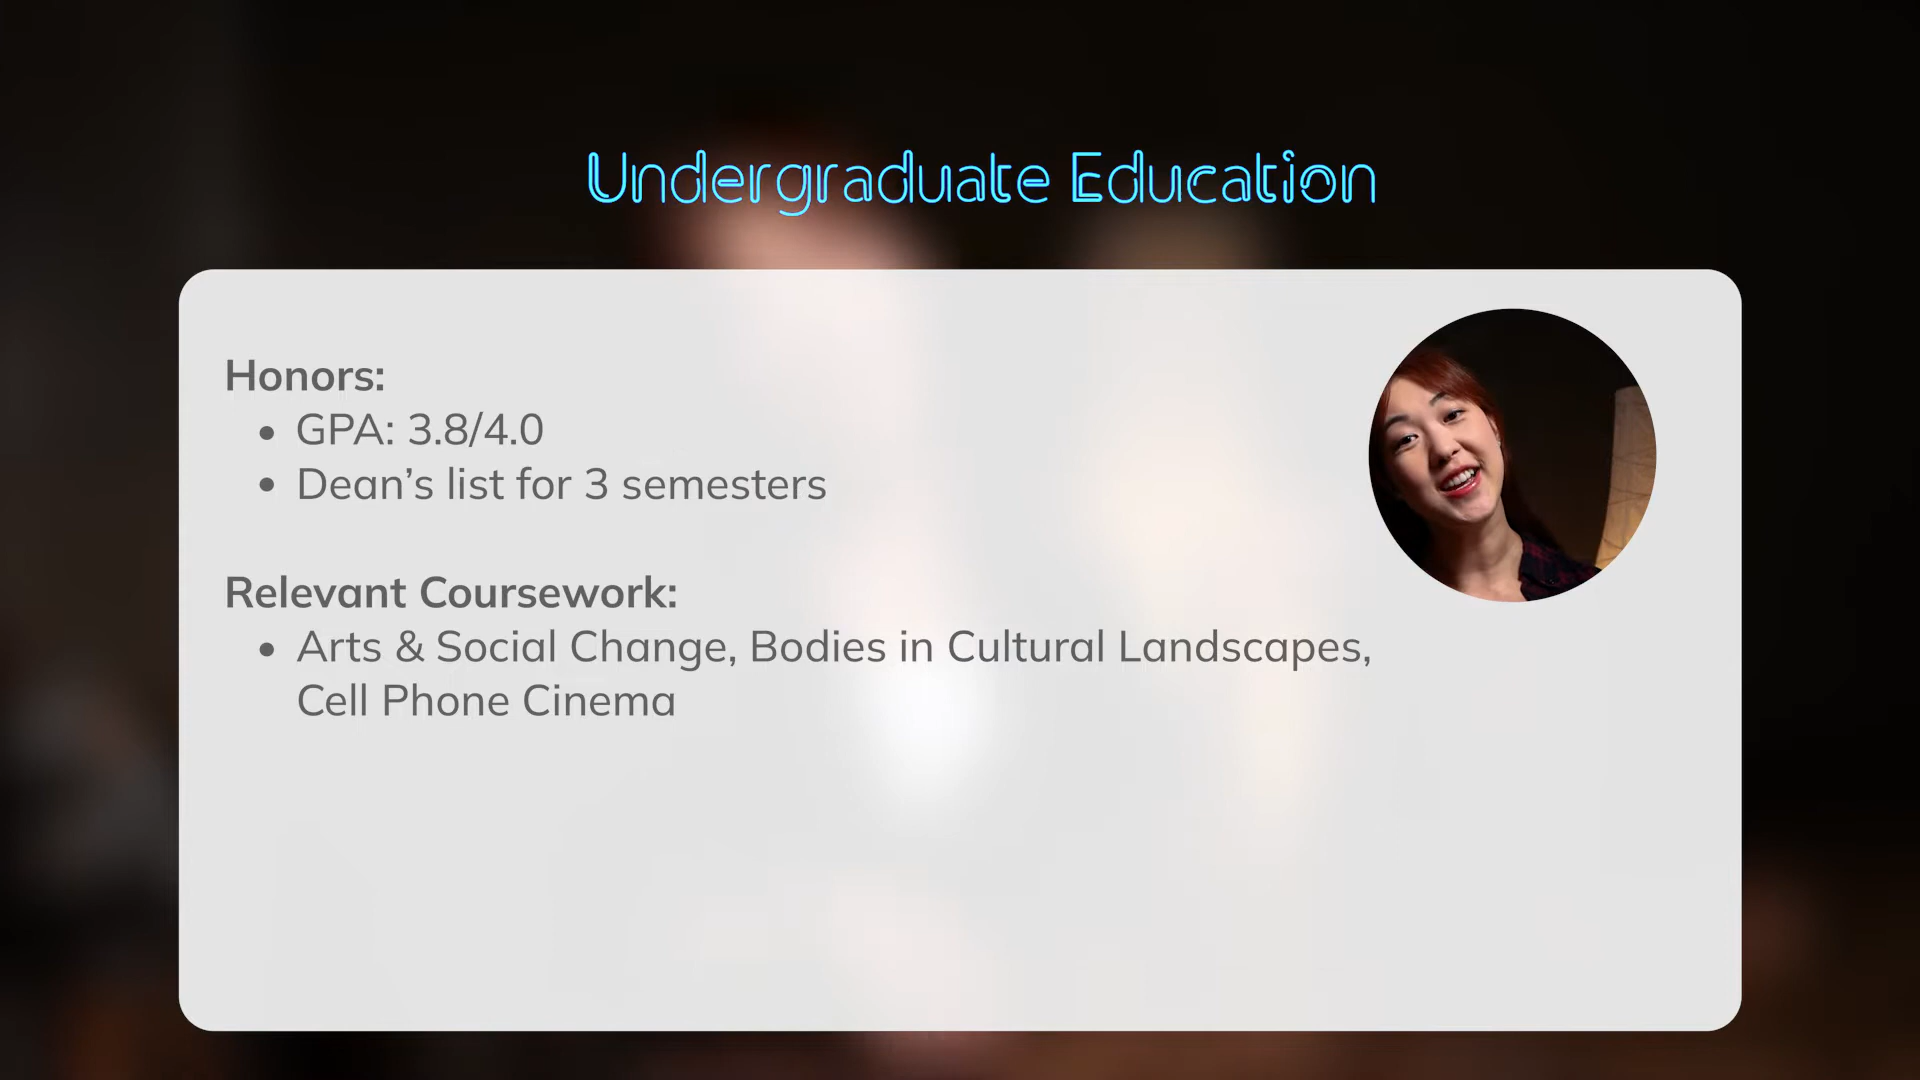 Undergraduate Education
Honors:
• GPA: 3.8/4.0
• Dean’s list for 3 semesters
Relevant Coursework:
• Arts & Social Change, Bodies in Cultural Landscapes,
Cell Phone Cinema